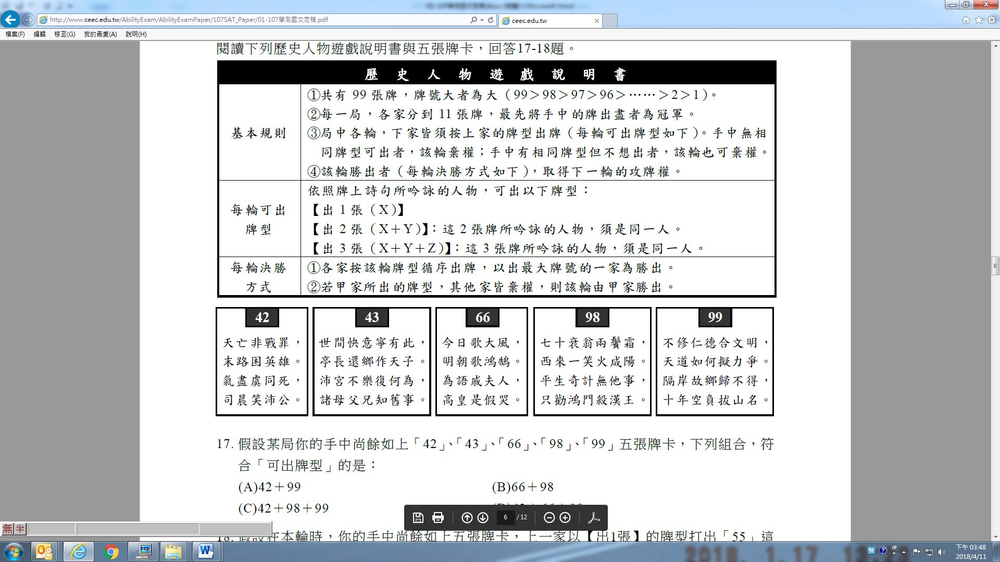 http://www.ceec.edu.tw/AbilityExam/AbilityExamPaper/107SAT_Paper/01-107學測國文定稿.pdf
ceec.edu.tw
檔案(F) 編輯 移至(G) 我的最愛(A) 說明(H)
閱讀下列歷史人物遊戲說明書與五張牌卡，回答17-18題。
歷史人物遊戲說明書
基本規則
①共有 99 張牌，牌號大者為大（99＞98＞97＞96＞……＞2＞1）。
②每一局，各家分到 11 張牌，最先將手中的牌出盡者為冠軍。
③局中各輪，下家皆須按上家的牌型出牌（每輪可出牌型如下）。手中無相
同牌型可出者，該輪棄權；手中有相同牌型但不想出者，該輪也可棄權。
④該輪勝出者（每輪決勝方式如下），取得下一輪的攻牌權。
每輪可出
牌型
依照牌上詩句所吟詠的人物，可出以下牌型：
【出 1 張（X）】
【出 2 張（X＋Y）】：這 2 張牌所吟詠的人物，須是同一人。
【出 3 張（X＋Y＋Z）】：這 3 張牌所吟詠的人物，須是同一人。
每輪決勝
方式
①各家按該輪牌型循序出牌，以出最大牌號的一家為勝出。
②若甲家所出的牌型，其他家皆棄權，則該輪由甲家勝出。
42
天亡非戰罪，
末路困英雄。
氣盡虞同死，
司晨笑沛公。
43
世間快意寧有此，
亭長還鄉作天子。
沛宮不樂復何為，
諸母父兄知舊事。
66
今日歌大風，
明朝歌鴻鵠。
為語戚夫人，
高皇是假哭。
98
七十衰翁兩鬢霜，
西來一笑火咸陽。
平生奇計無他事，
只勸鴻門殺漢王。
99
不修仁德合文明，
天道如何擬力爭。
隔岸故鄉歸不得，
十年空負拔山名。
17. 假設某局你的手中尚餘如上「42」、「43」、「66」、「98」、「99」五張牌卡，下列組合，符
合「可出牌型」的是：
(A)42＋99
(B)66＋98
(C)42＋98＋99
6 / 12
18. 假設在本輪時，你的手中尚餘如上五張牌卡，上一家以【出1張】的牌型打出「55」這
無 半
無
下午 03:48
2018/4/11
2018. 1.17